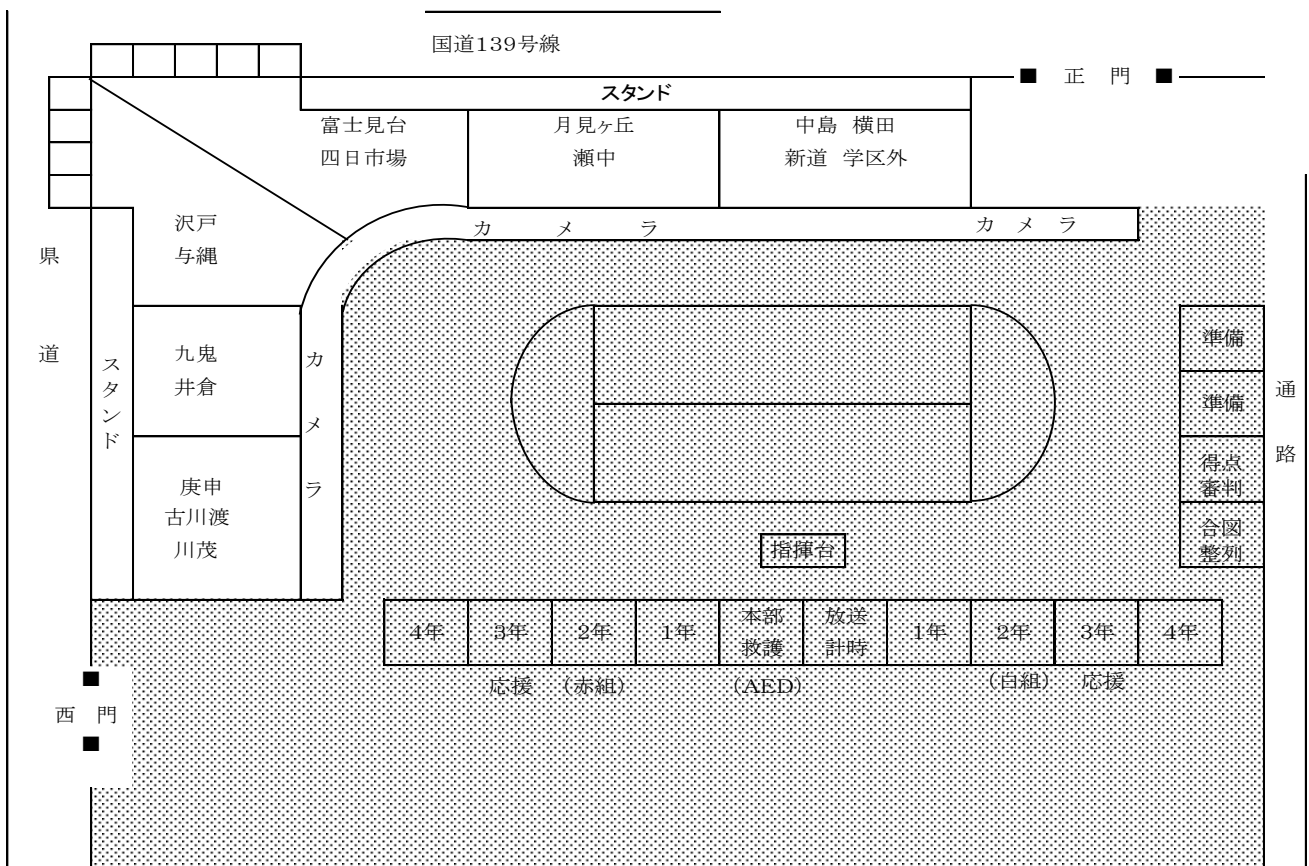 国道139号線
■ 正 門 ■
スタンド
富士見台
四日市場
月見ヶ丘
瀬中
中島 横田
新道 学区外
沢戸
与縄
カ メ ラ
カ メ ラ
県 道
スタンド
九鬼
井倉
カメラ
準備
準備
通 路
得点
審判
庚申
古川渡
川茂
合図
整列
指揮台
4年 3年 2年 1年 本部 放送 1年 2年 3年 4年
救護 計時
応援 (赤組) (AED) (白組) 応援
■
西 門
■